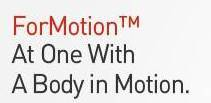 ForMotion™
At One With
A Body in Motion.